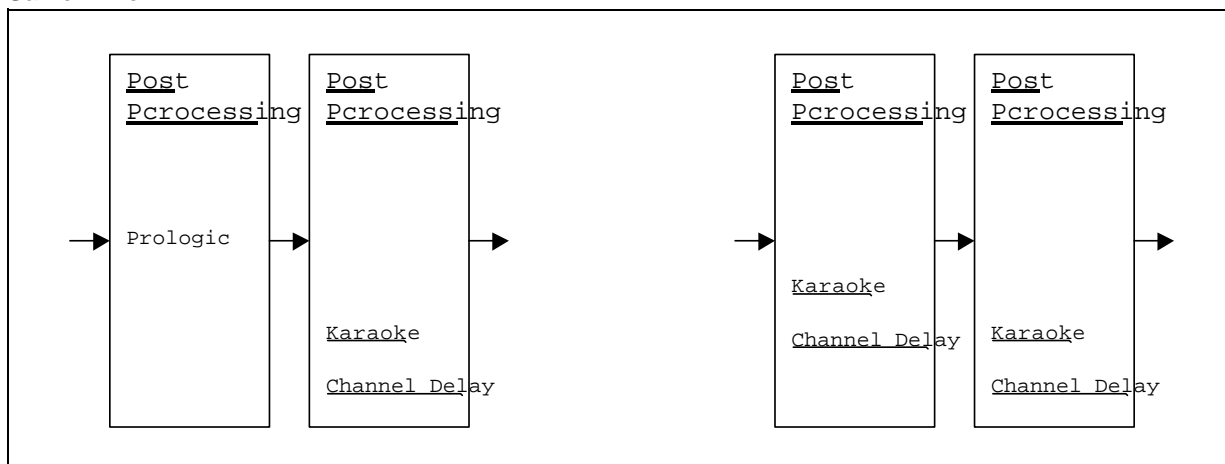 Post
Pcrocessing
Prologic
Post
Pcrocessing
Karaoke
Channel Delay
Post
Pcrocessing
Karaoke
Channel Delay
Post
Pcrocessing
Karaoke
Channel Delay